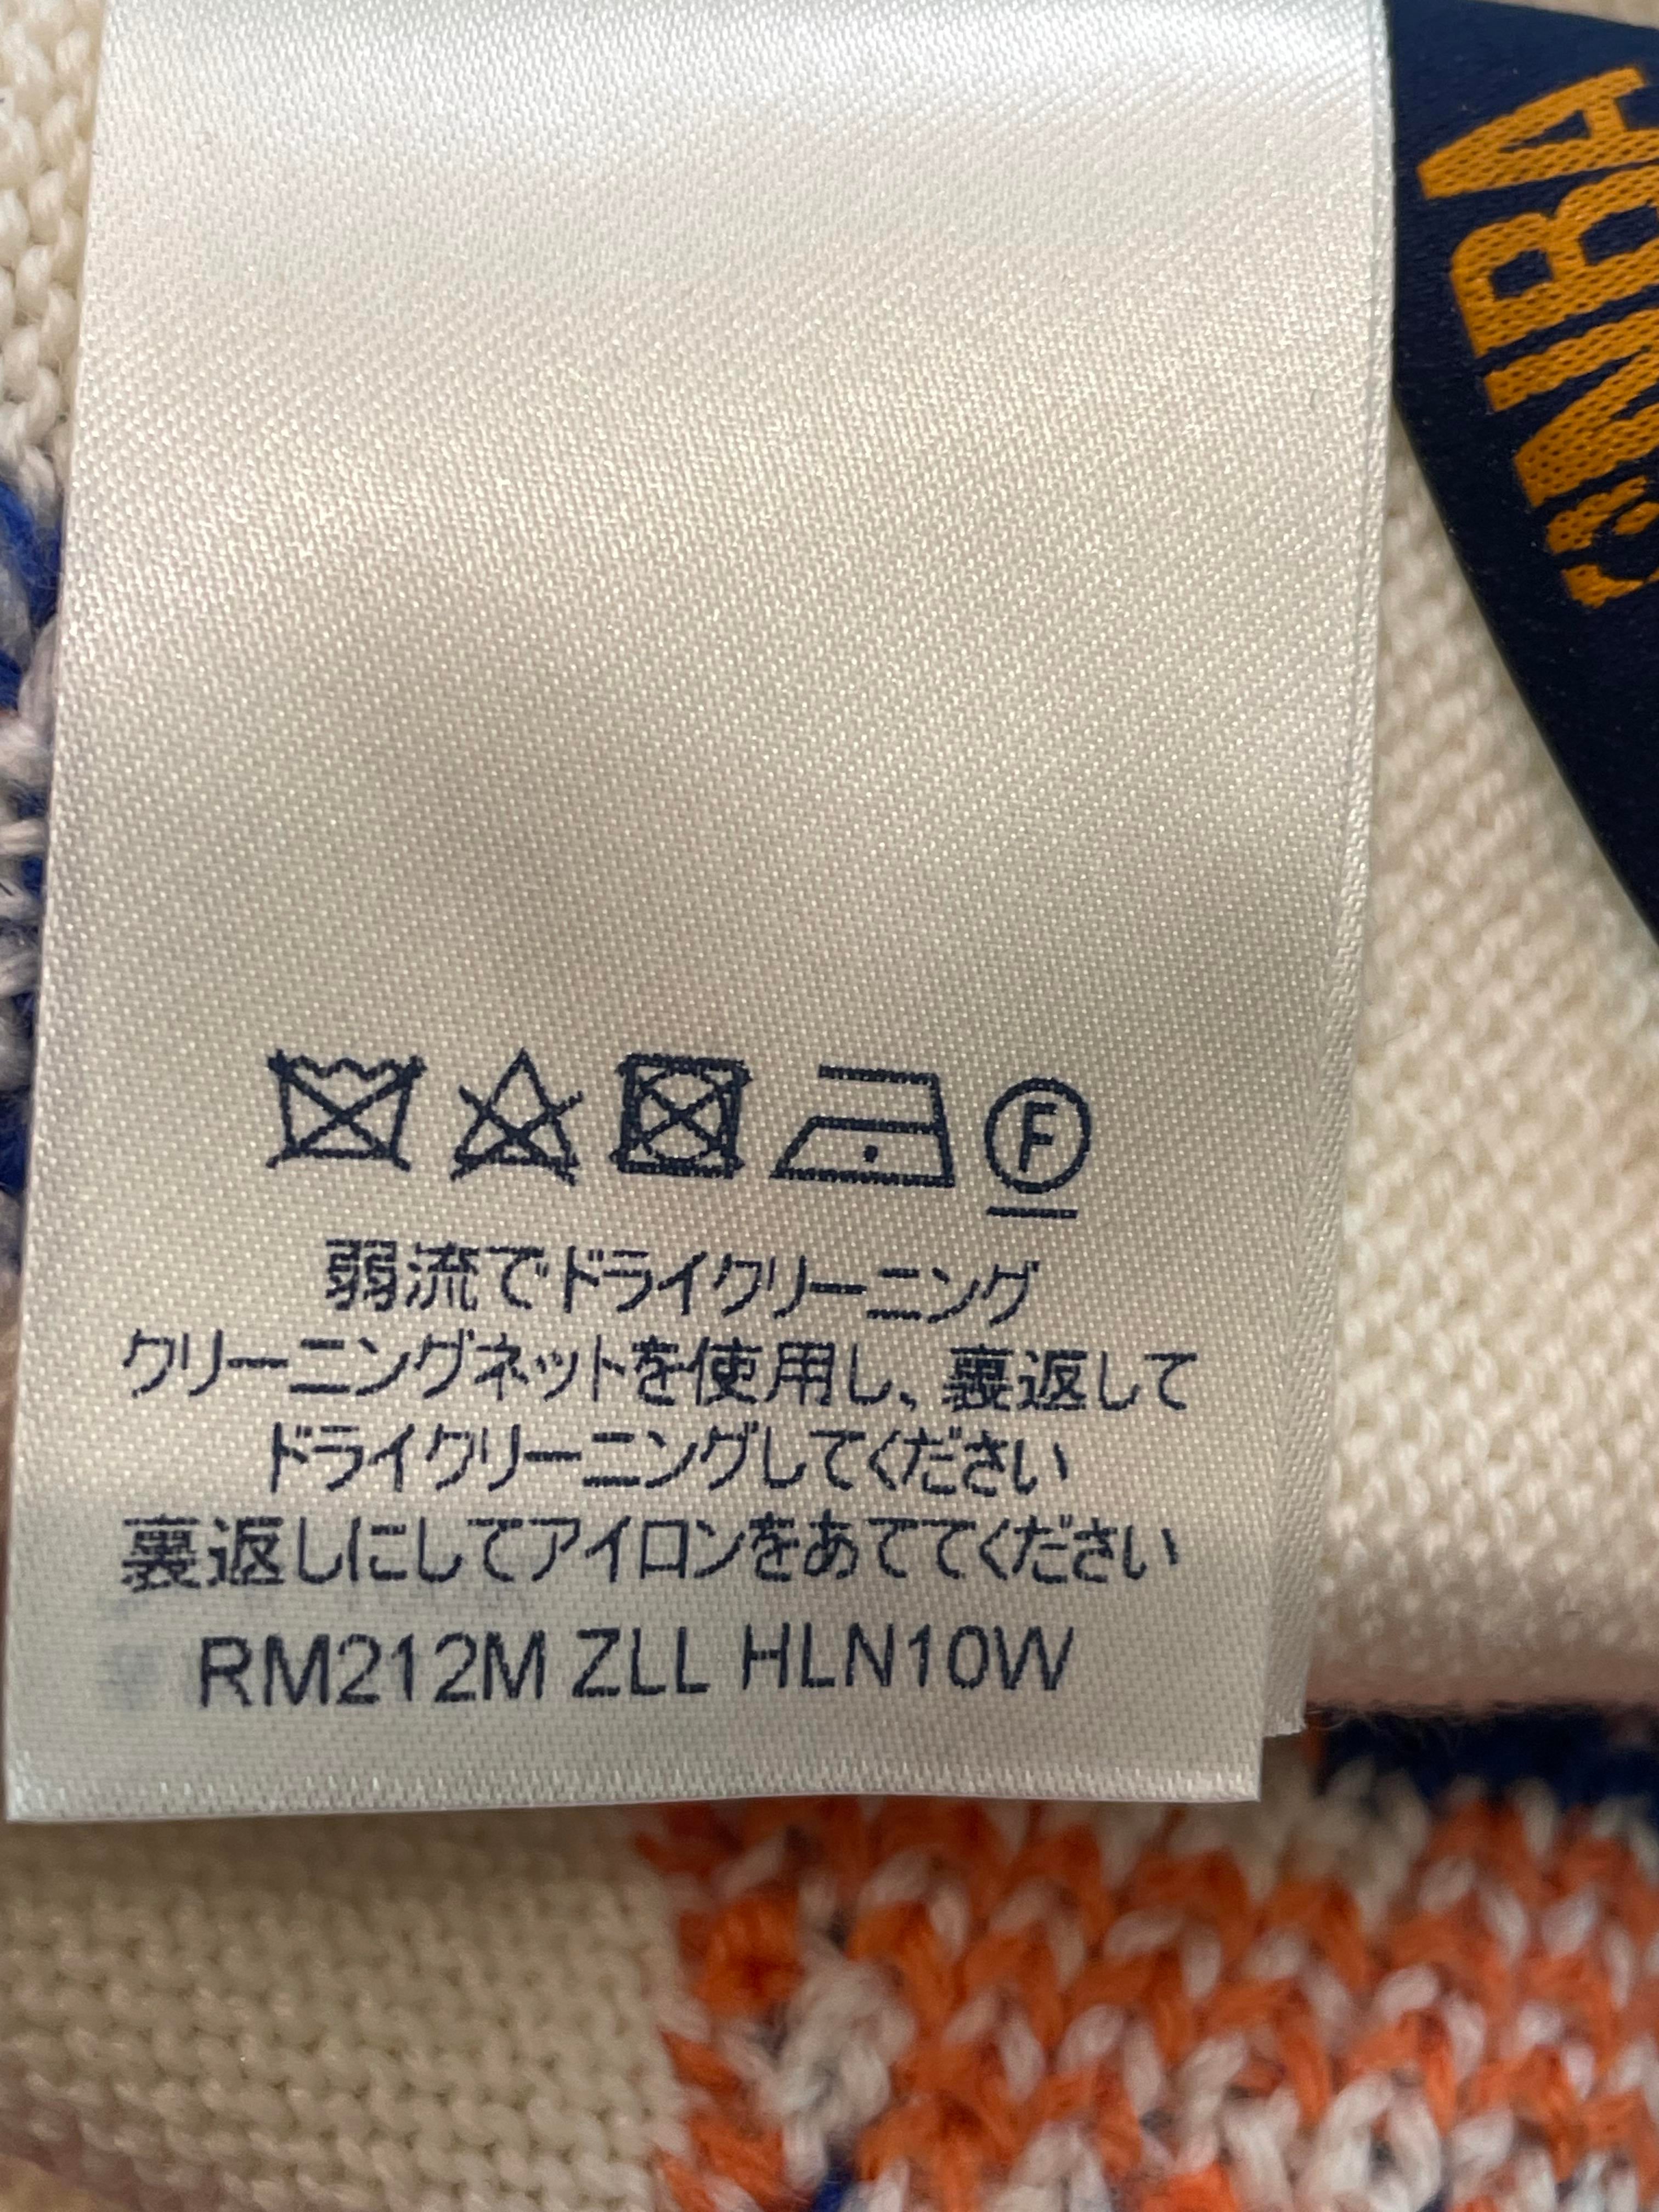 NBA
F
弱流でドライクリーニング
クリーニングネットを使用し、裏返して
ドライクリーニングしてください
裏返しにしてアイロンをあててください
RM212M ZLL HLN10W